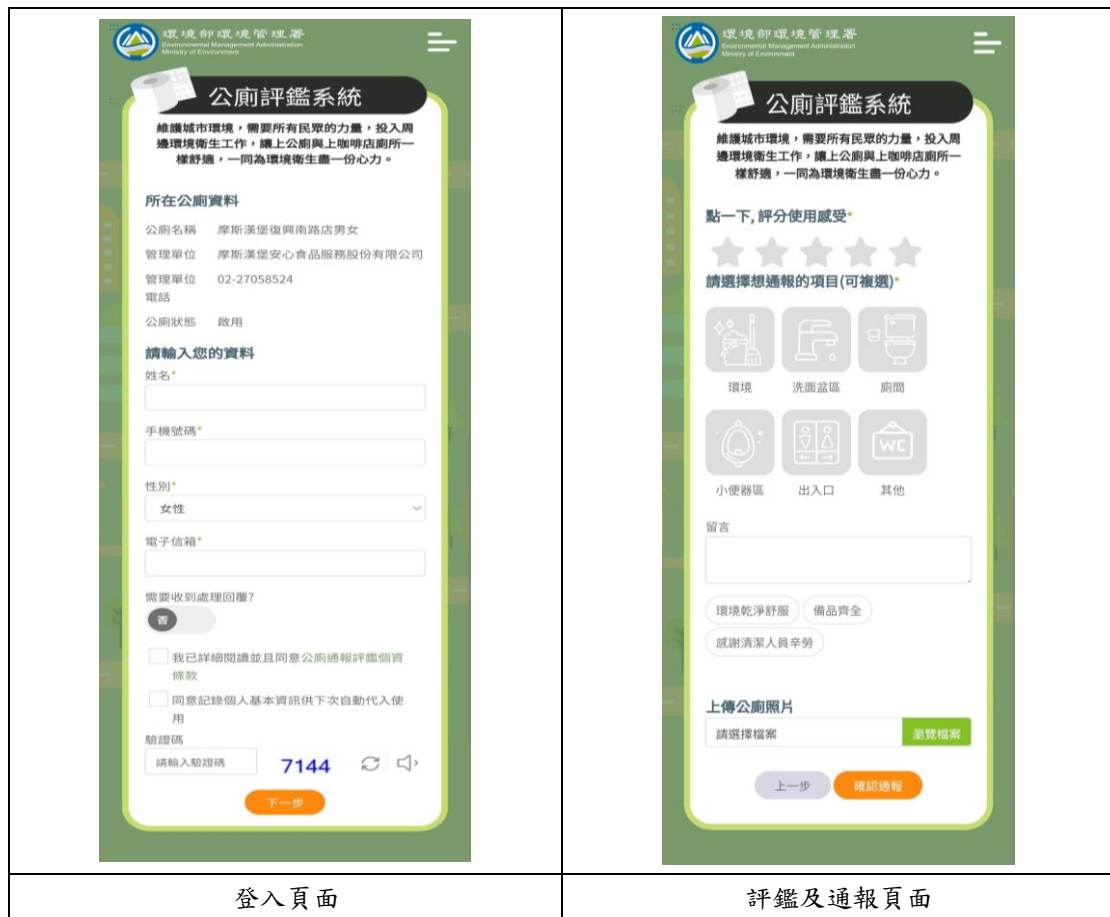 環境部環境管理署
Environmental Management Administration
Ministry of Environment
公廁評鑑系統
維護城市環境，需要所有民眾的力量，投入周
邊環境衛生工作，讓上公廁與上咖啡店廁所一
樣舒適，一同為環境衛生盡一份心力。
所在公廁資料
公廁名稱 摩斯漢堡復興南路店男女
管理單位 摩斯漢堡安心食品服務股份有限公司
管理單位 02-27058524
電話
公廁狀態 啟用
請輸入您的資料
姓名*
手機號碼*
性別*
女性
電子信箱*
需要收到處理回覆?
否
我已詳細閱讀並且同意公廁通報評鑑個資
條款
同意記錄個人基本資訊供下次自動代入使
用
驗證碼
請輸入驗證碼 7144
下一步
登入頁面
環境部環境管理署
Environmental Management Administration
Ministry of Environment
公廁評鑑系統
維護城市環境，需要所有民眾的力量，投入周
邊環境衛生工作，讓上公廁與上咖啡店廁所一
樣舒適，一同為環境衛生盡一份心力。
點一下, 評分使用感受*
請選擇想通報的項目(可複選)*
環境 洗面盆區 廁間
WC
小便器區 出入口 其他
留言
環境乾淨舒服 備品齊全
感謝清潔人員辛勞
上傳公廁照片
請選擇檔案 瀏覽檔案
上一步 確認通報
評鑑及通報頁面